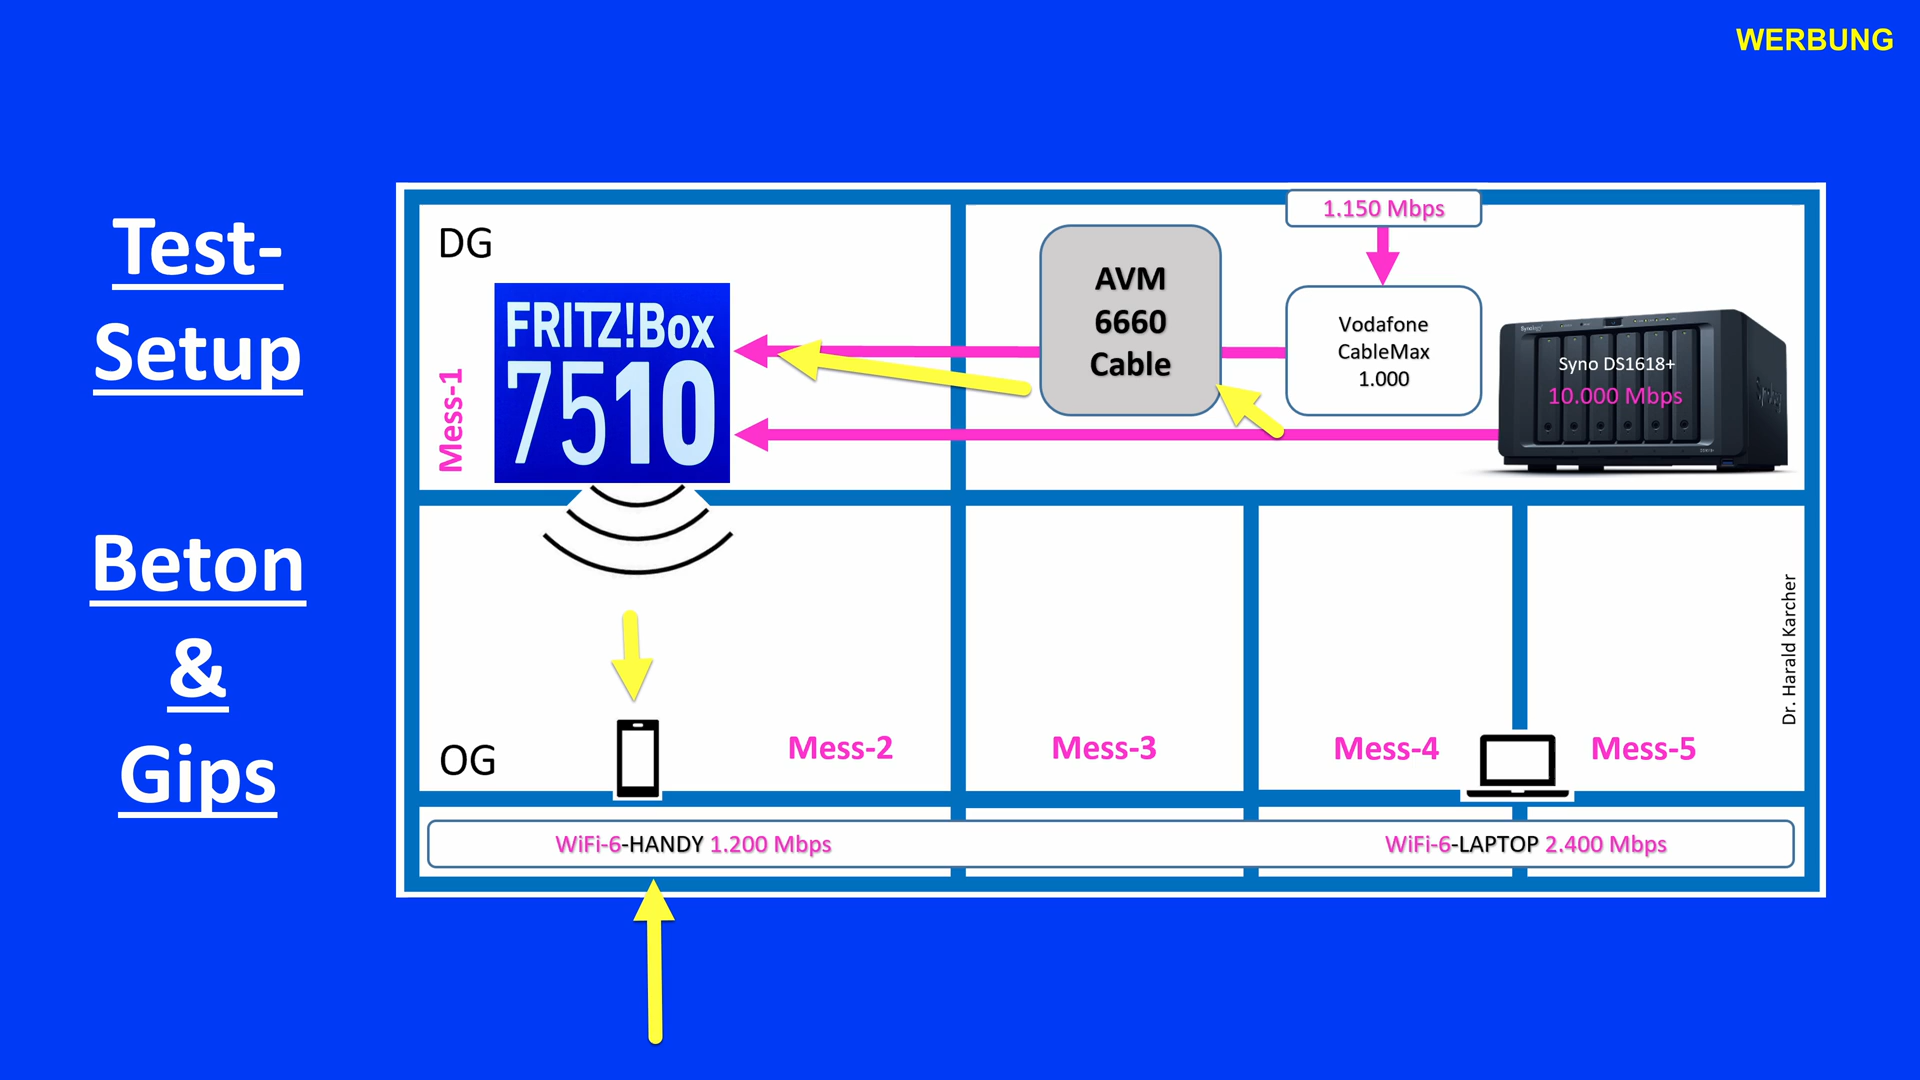 WERBUNG
Test-
Setup
Beton
&
Gips
DG
FRITZ!Box
7510
Mess-1
AVM
6660
Cable
1.150 Mbps
Vodafone
CableMax
1.000
Synology
Syno DS1618+
10.000 Mbps
OG
Mess-2
Mess-3
Mess-4
Mess-5
Dr. Harald Karcher
WiFi-6-HANDY 1.200 Mbps
WiFi-6-LAPTOP 2.400 Mbps